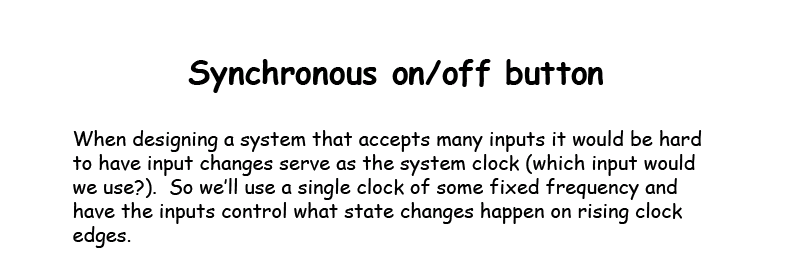 Synchronous on/off button
When designing a system that accepts many inputs it would be hard
to have input changes serve as the system clock (which input would
we use?).  So we'll use a single clock of some fixed frequency and
have the inputs control what state changes happen on rising clock
edges.